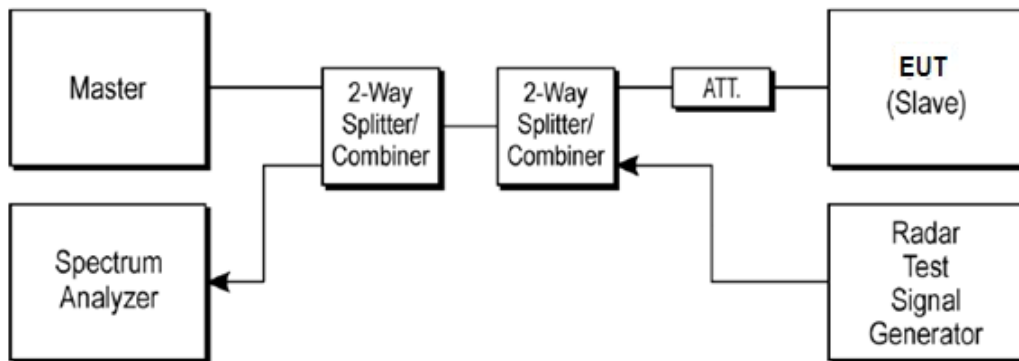 Master
2-Way
Splitter/
Combiner
2-Way
Splitter/
Combiner
ATT.
EUT
(Slave)
Spectrum
Analyzer
Radar
Test
Signal
Generator